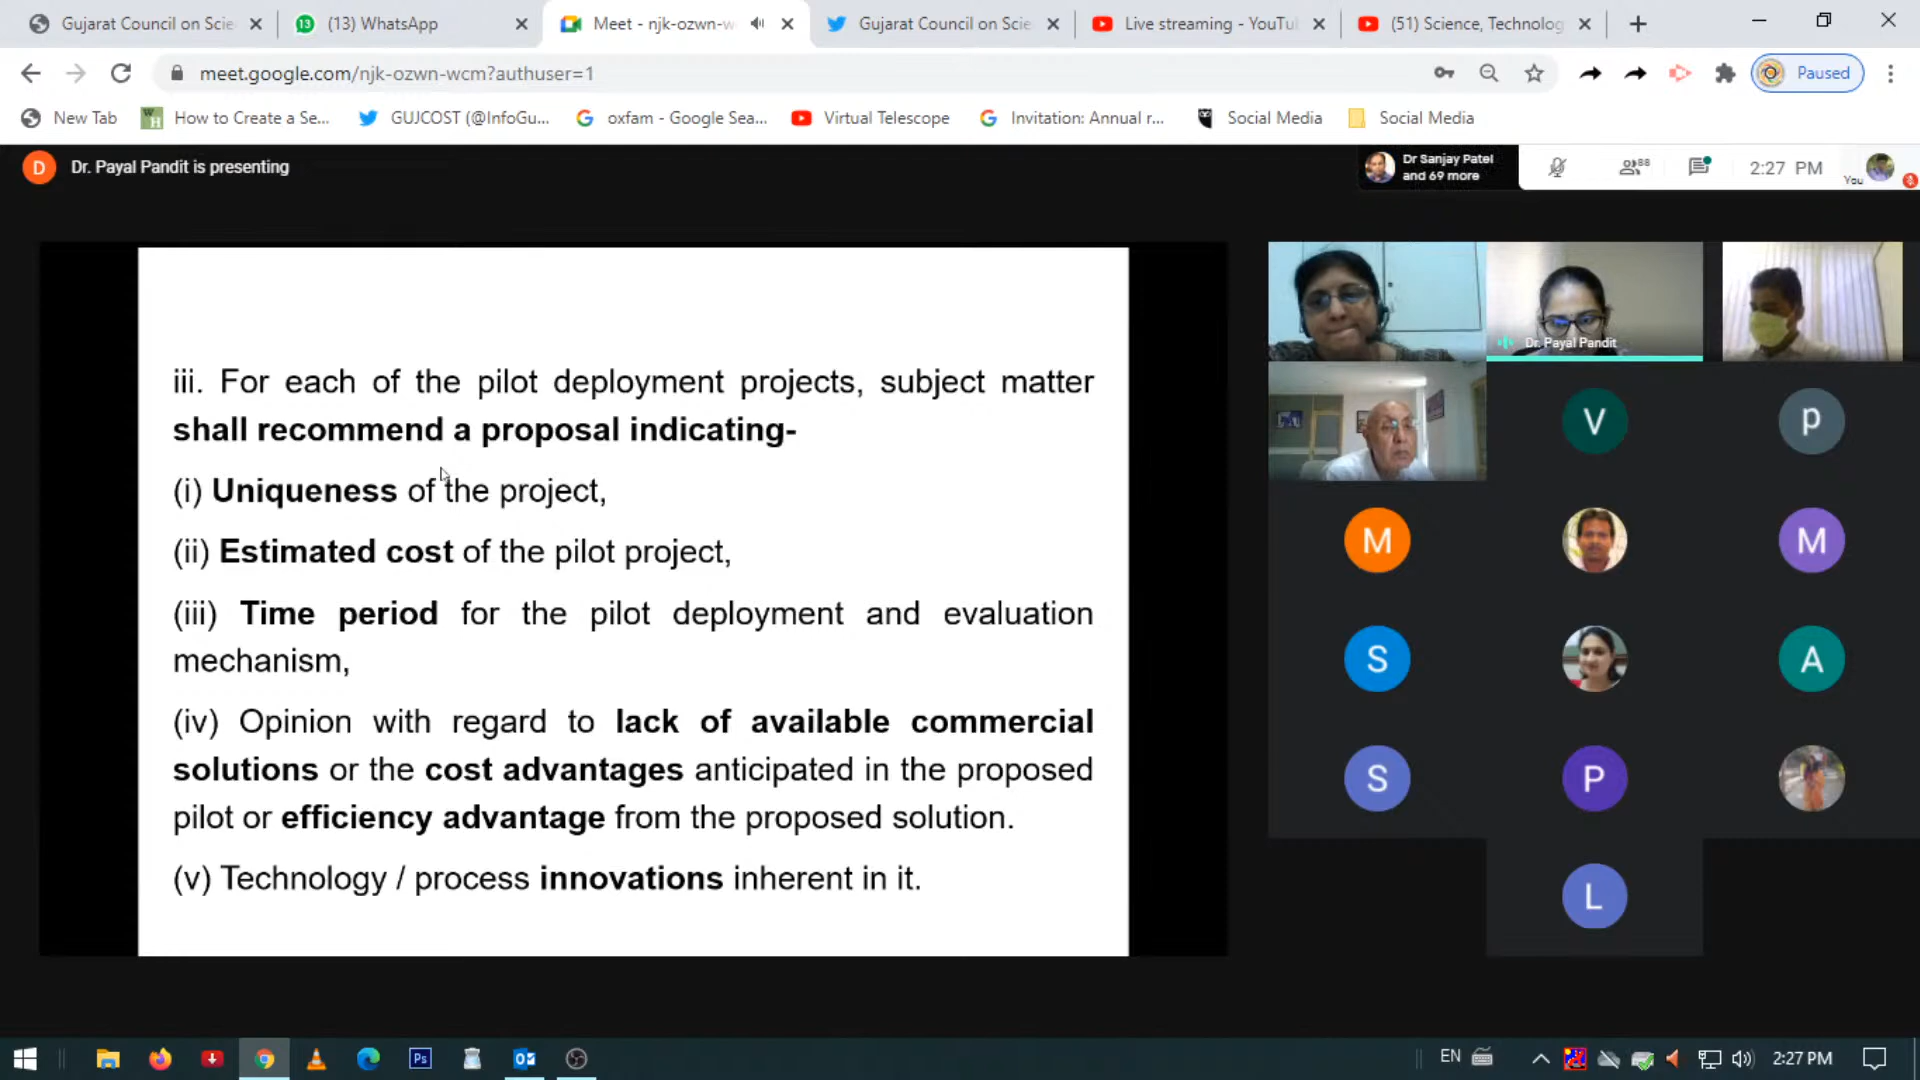 Gujarat Council on Scie
(13) WhatsApp
Meet - njk-ozwn-w
Gujarat Council on Scie
Live streaming - YouTu
(51) Science, Technolog
meet.google.com/njk-ozwn-wcm?authuser=1
Paused
New Tab
How to Create a Se...
GUJCOST (@InfoGu...
oxfam - Google Sea...
Virtual Telescope
Invitation: Annual r...
Social Media
Social Media
D
Dr. Payal Pandit is presenting
Dr Sanjay Patel
and 69 more
88
2:27 PM
You
iii. For each of the pilot deployment projects, subject matter
shall recommend a proposal indicating-
(i) Uniqueness of the project,
(ii) Estimated cost of the pilot project,
(iii) Time period for the pilot deployment and evaluation
mechanism,
(iv) Opinion with regard to lack of available commercial
solutions or the cost advantages anticipated in the proposed
pilot or efficiency advantage from the proposed solution.
(v) Technology / process innovations inherent in it.
Dr. Payal Pandit
V
p
M
M
S
A
S
P
L
Ps
EN
2:27 PM